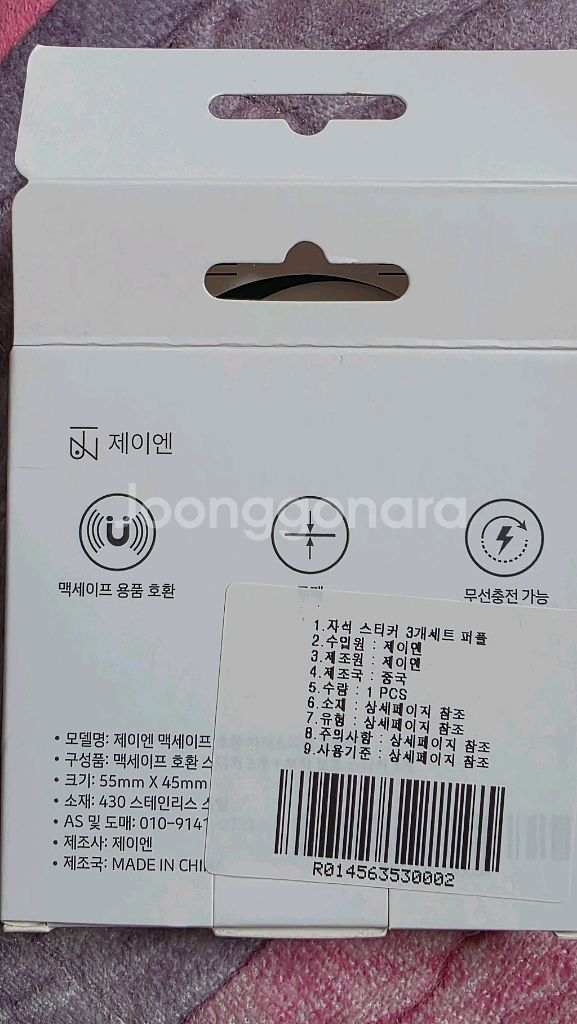 제이엔
Joonggonara
맥세이프 용품 호환
무선충전 가능
1.자석 스티커 3개세트 퍼플
2.수입원 : 제이엔
3.제조원 : 제이엔
4.제조국 : 중국
5.수량 : 1 PCS
6.소재 : 상세페이지 참조
7.유형 : 상세페이지 참조
8.주의사항 : 상세페이지 참조
9.사용기준 : 상세페이지 참조
R014563530002
• 모델명: 제이엔 맥세이프
• 구성품: 맥세이프 호환 스
• 크기: 55mm X 45mm
• 소재: 430 스테인리스 스틸
• AS 및 도매: 010-9141
• 제조사: 제이엔
• 제조국: MADE IN CHINA